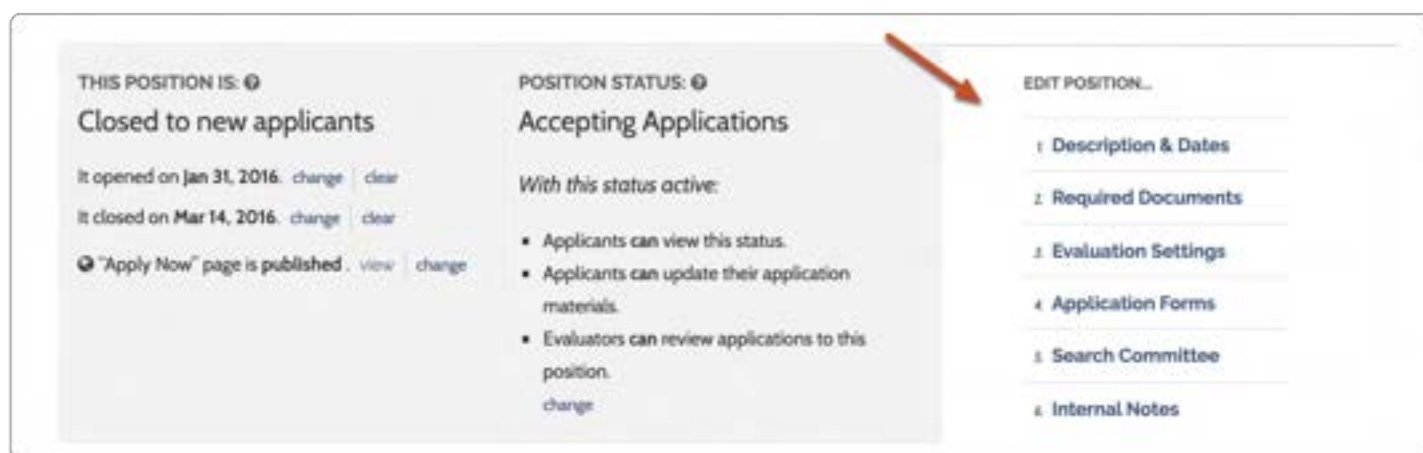 THIS POSITION IS:
Closed to new applicants
It opened on Jan 31, 2016. change clear
It closed on Mar 14, 2016. change clear
"Apply Now" page is published . view change
POSITION STATUS:
Accepting Applications
With this status active:
▪ Applicants can view this status.
▪ Applicants can update their application
materials.
▪ Evaluators can review applications to this
position.
change
EDIT POSITION...
1. Description & Dates
2. Required Documents
3. Evaluation Settings
4. Application Forms
5. Search Committee
6. Internal Notes